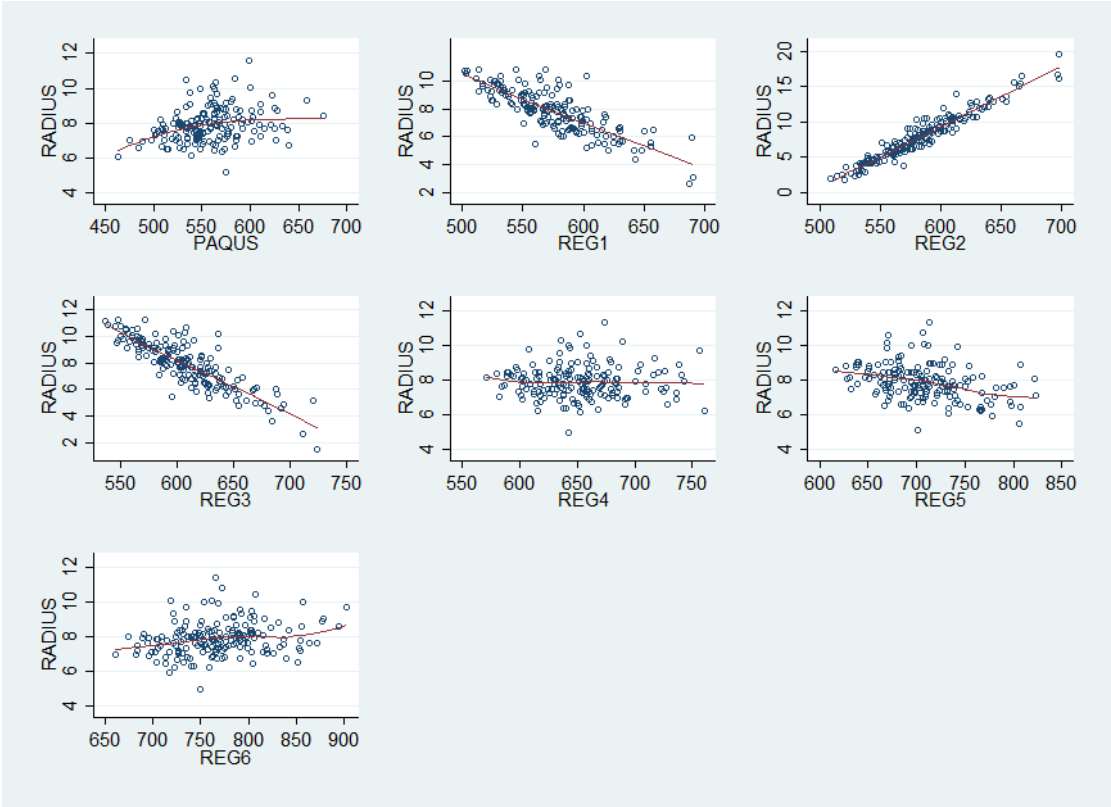 RADIUS
4 6 8 10 12
450 500 550 600 650 700
PAQUS
RADIUS
2 4 6 8 10
500 550 600 650 700
REG1
RADIUS
0 5 10 15 20
500 550 600 650 700
REG2
RADIUS
2 4 6 8 10 12
550 600 650 700 750
REG3
RADIUS
4 6 8 10 12
550 600 650 700 750
REG4
RADIUS
4 6 8 10 12
600 650 700 750 800 850
REG5
RADIUS
4 6 8 10 12
650 700 750 800 850 900
REG6